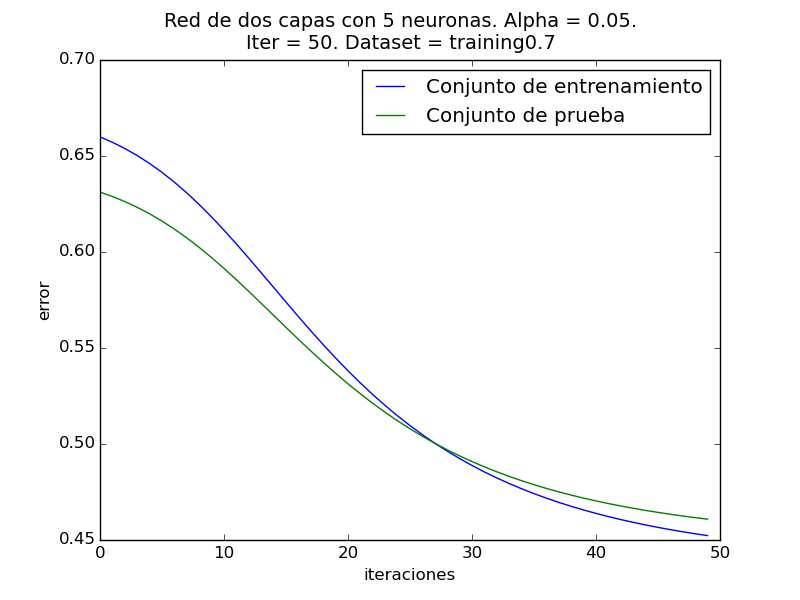 Red de dos capas con 5 neuronas. Alpha = 0.05.
Iter = 50. Dataset = training0.7
0.70
Conjunto de entrenamiento
Conjunto de prueba
0.65
0.60
0.55
0.50
0.45
error
0 10 20 30 40 50
iteraciones